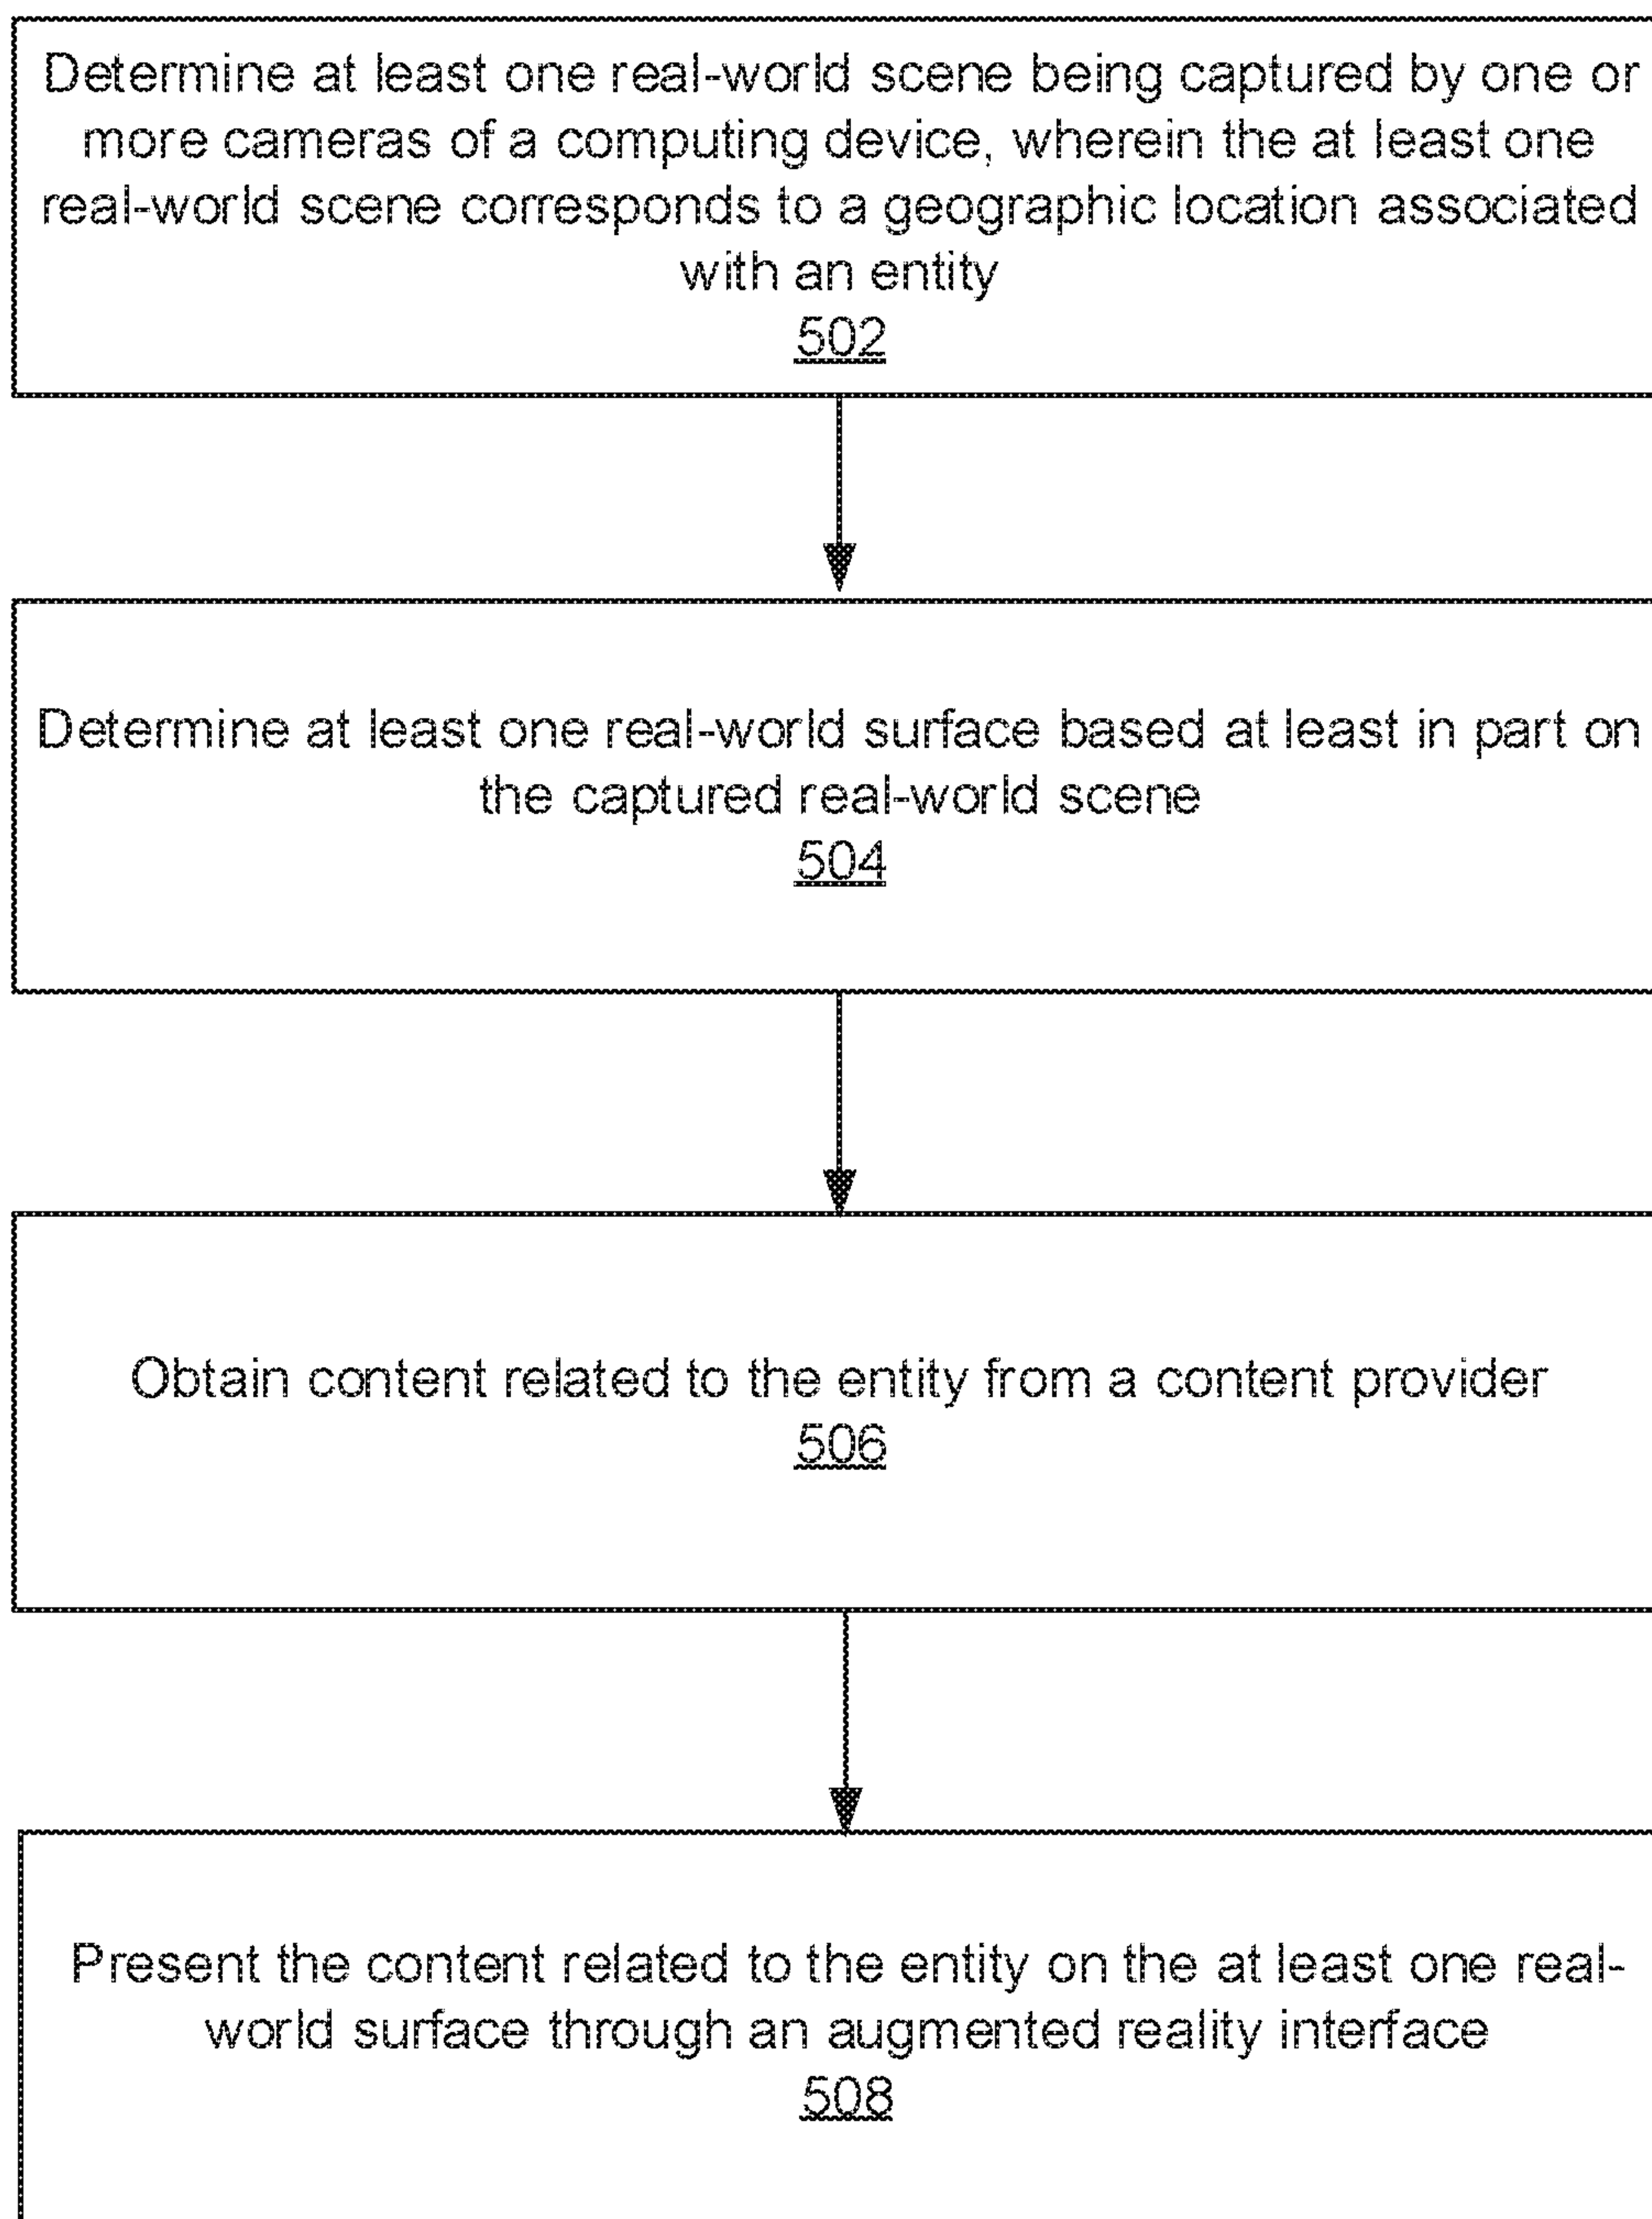 Determine at least one real-world scene being captured by one or
more cameras of a computing device, wherein the at least one
real-world scene corresponds to a geographic location associated
with an entity
502
Determine at least one real-world surface based at least in part on
the captured real-world scene
504
Obtain content related to the entity from a content provider
506
Present the content related to the entity on the at least one real-
world surface through an augmented reality interface
508